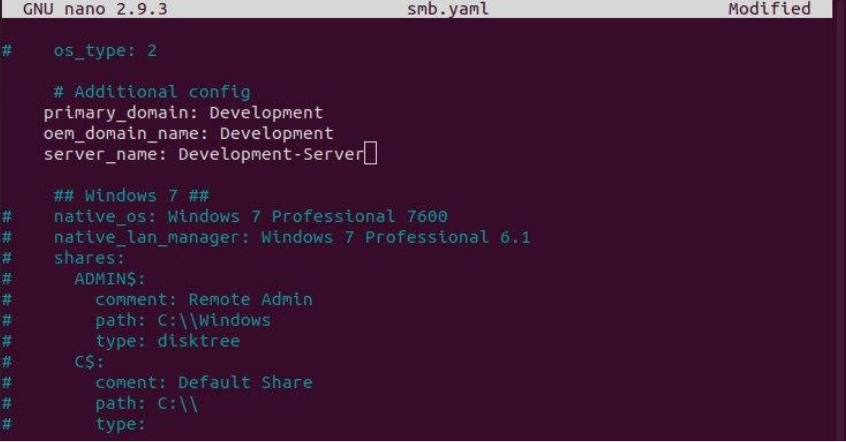 GNU nano 2.9.3 smb.yaml Modified
#    os_type: 2
     # Additional config
    primary_domain: Development
    oem_domain_name: Development
    server_name: Development-Server
     ## Windows 7 ##
#    native_os: Windows 7 Professional 7600
#    native_lan_manager: Windows 7 Professional 6.1
#    shares:
#      ADMIN$:
#        comment: Remote Admin
#        path: C:\\Windows
#        type: disktree
#      C$:
#        coment: Default Share
#        path: C:\\
#        type: